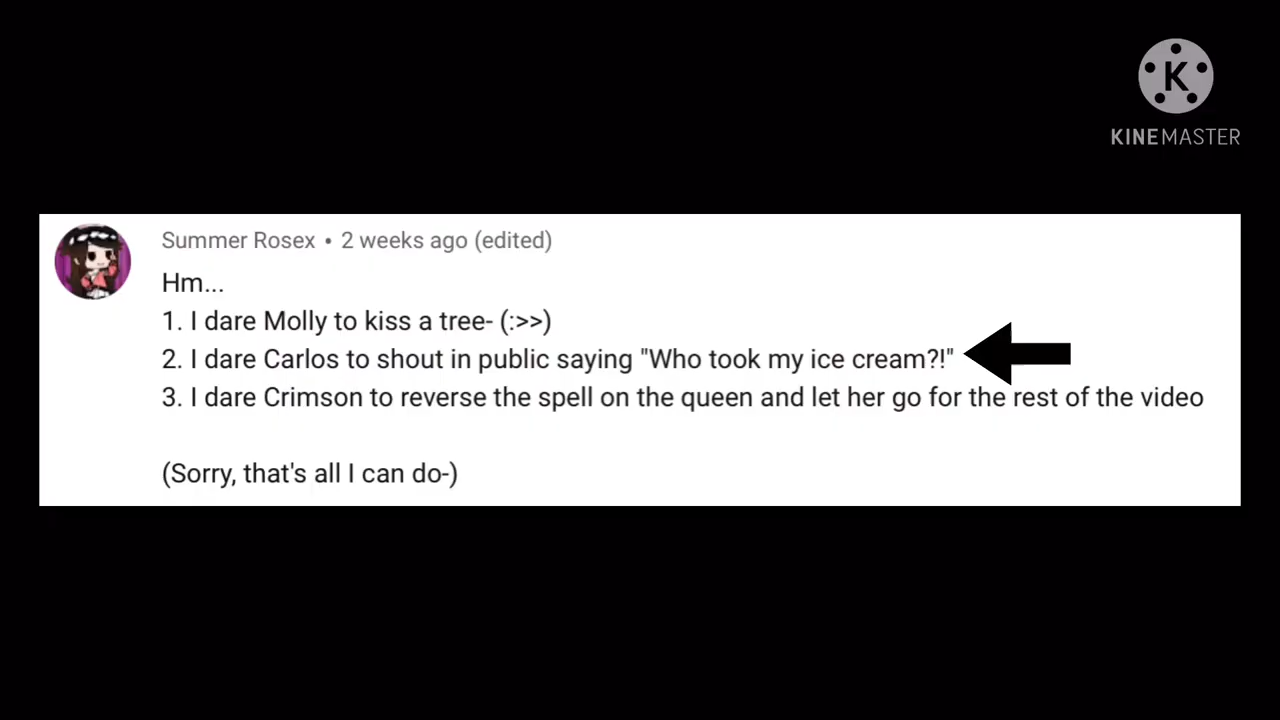 K
KINEMASTER
Summer Rosex • 2 weeks ago (edited)
Hm...
1. I dare Molly to kiss a tree- (:>>)
2. I dare Carlos to shout in public saying "Who took my ice cream?!"
3. I dare Crimson to reverse the spell on the queen and let her go for the rest of the video
(Sorry, that's all I can do-)